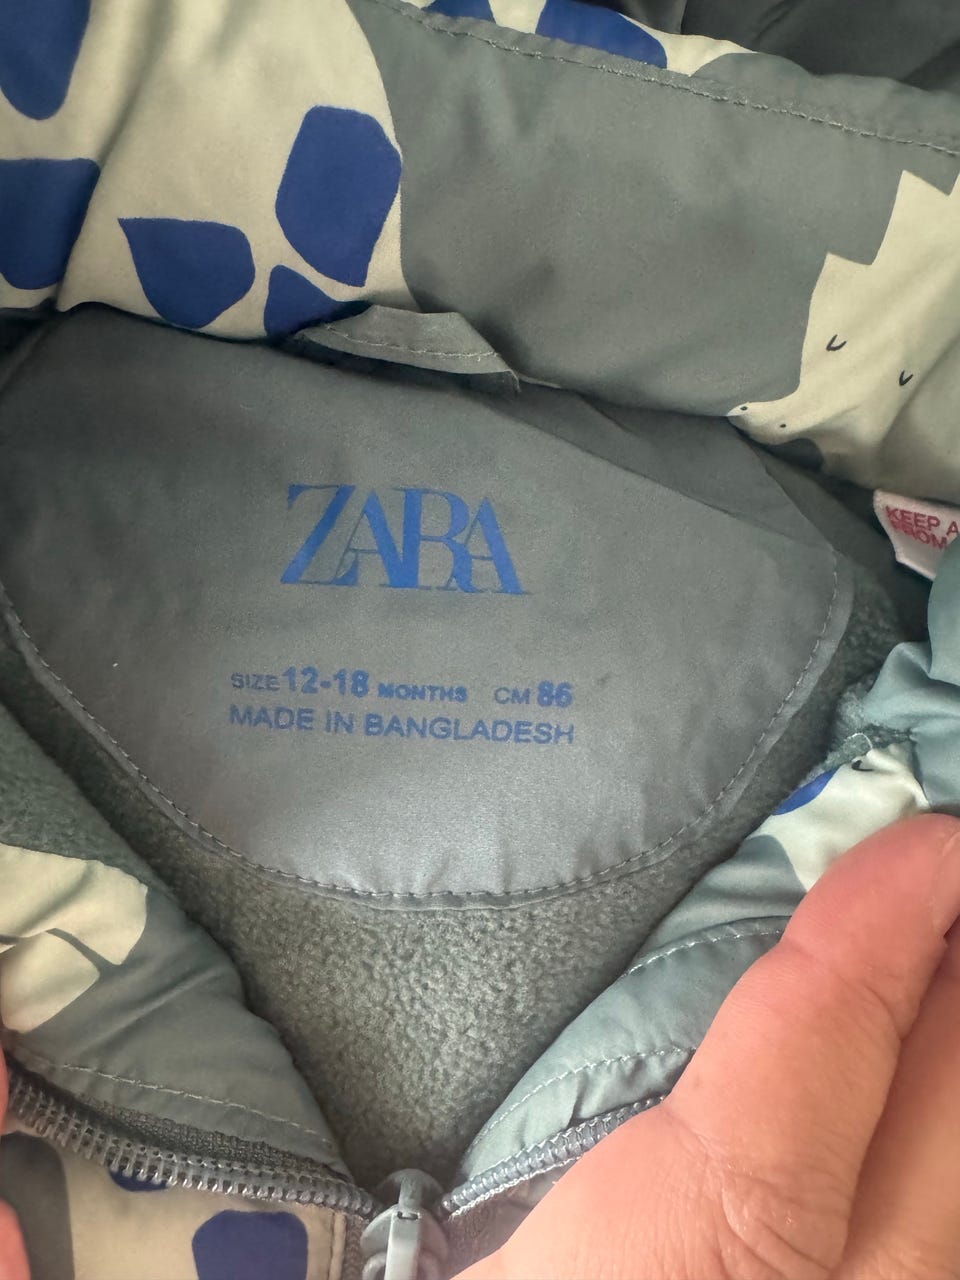 ZARA
SIZE 12-18 MONTHS CM 86
MADE IN BANGLADESH
KEEP A